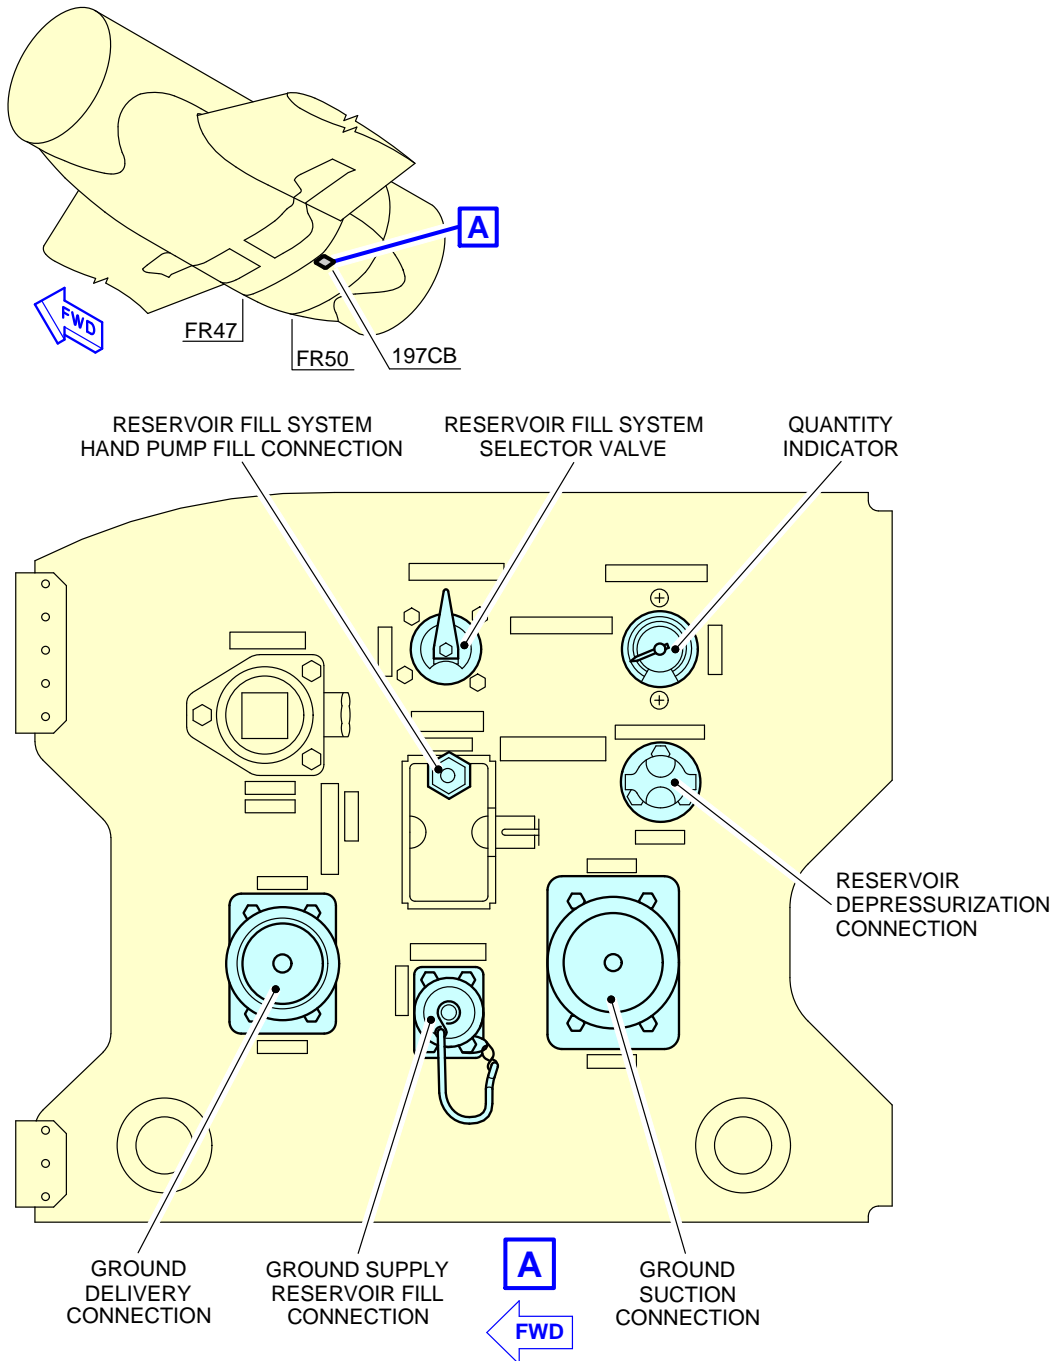 A
FWD
FR47
FR50
197CB
RESERVOIR FILL SYSTEM
HAND PUMP FILL CONNECTION
RESERVOIR FILL SYSTEM
SELECTOR VALVE
QUANTITY
INDICATOR
RESERVOIR
DEPRESSURIZATION
CONNECTION
GROUND
DELIVERY
CONNECTION
GROUND SUPPLY
RESERVOIR FILL
CONNECTION
A
FWD
GROUND
SUCTION
CONNECTION